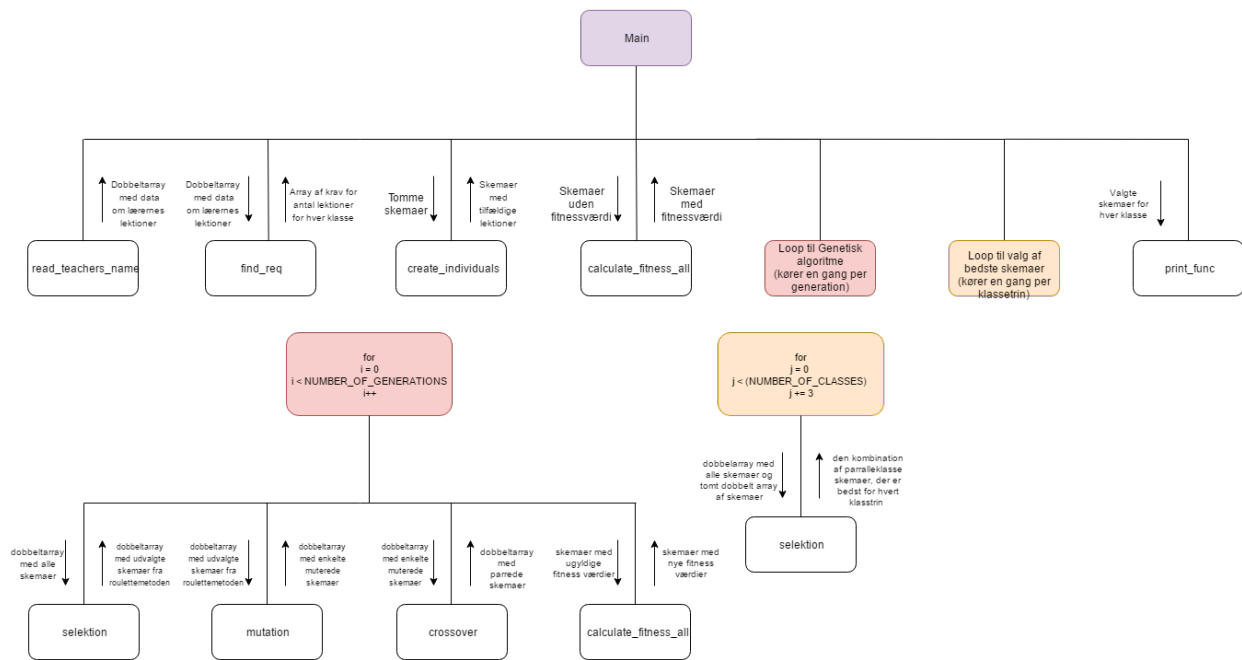 Main
Dobbeltarray
med data
om lærernes
lektioner
Dobbeltarray
med data
om lærernes
lektioner
Array af krav for
antal lektioner
for hver klasse
Tomme
skemaer
Skemaer
med
tilfældige
lektioner
Skemaer
uden
fitnessværdi
Skemaer
med
fitnessværdi
Valgte
skemaer for
hver klasse
read_teachers_name
find_req
create_individuals
calculate_fitness_all
Loop til Genetisk
algoritme
(kører en gang per
generation)
Loop til valg af
bedste skemaer
(kører en gang per
klassetrin)
print_func
for
i = 0
i < NUMBER_OF_GENERATIONS
i++
for
j = 0
j < (NUMBER_OF_CLASSES)
j += 3
dobbelarray med
alle skemaer og
tomt dobbelt array
af skemaer
den kombination
af parralleklasse
skemaer, der er
bedst for hvert
klasstrin
selektion
dobbeltarray
med alle
skemaer
dobbeltarray
med udvalgte
skemaer fra
roulettemetoden
dobbeltarray
med udvalgte
skemaer fra
roulettemetoden
dobbeltarray
med enkelte
muterede
skemaer
dobbeltarray
med enkelte
muterede
skemaer
dobbeltarray
med
parrede
skemaer
skemaer med
ugyldige
fitness værdier
skemaer med
nye fitness
værdier
selektion
mutation
crossover
calculate_fitness_all